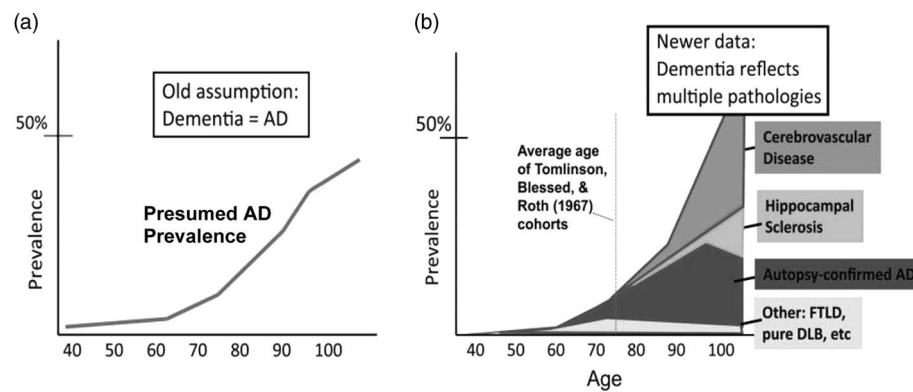 (a)
50%
Old assumption:
Dementia = AD
Presumed AD
Prevalence
Prevalence
40 50 60 70 80 90 100
(b)
50%
Newer data:
Dementia reflects
multiple pathologies
Average age
of Tomlinson,
Blessed, &
Roth (1967)
cohorts
Cerebrovascular
Disease
Hippocampal
Sclerosis
Autopsy-confirmed AD
Other: FTLD,
pure DLB, etc
Prevalence
40 50 60 70 80 90 100
Age